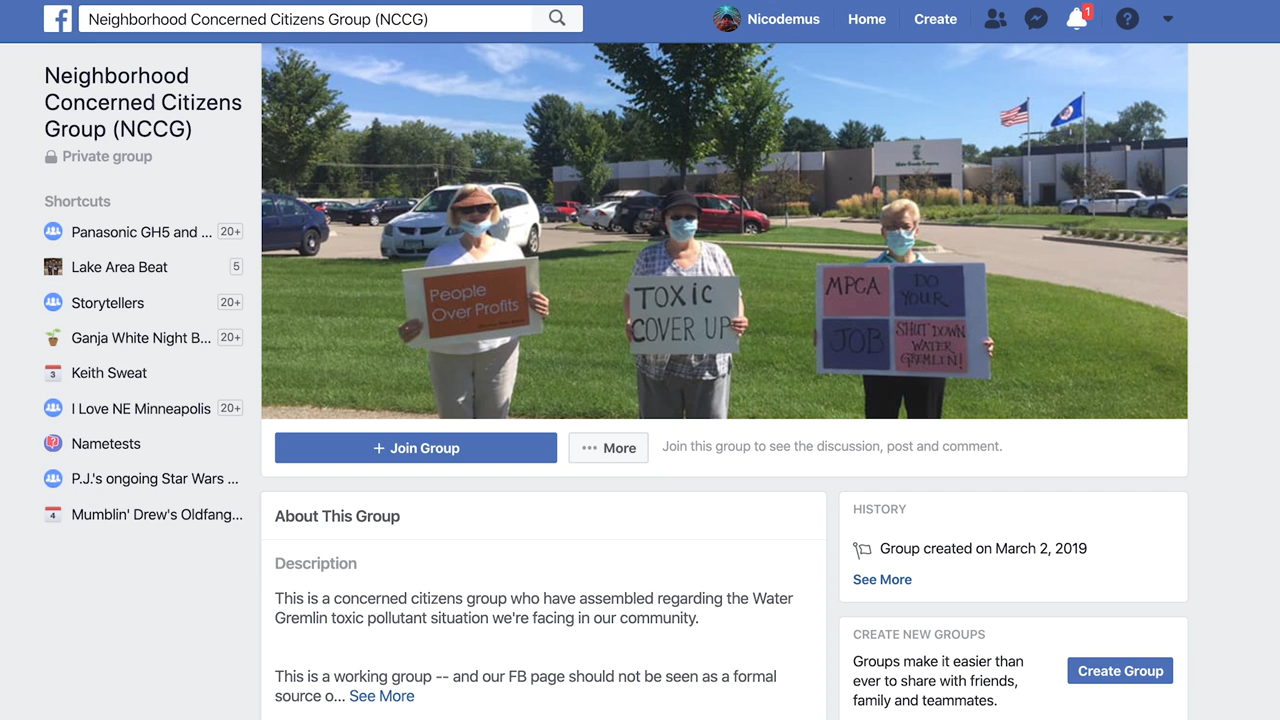 Neighborhood Concerned Citizens Group (NCCG)
Nicodemus
Home
Create
1
Neighborhood
Concerned Citizens
Group (NCCG)
Private group
Shortcuts
Panasonic GH5 and ... 20+
Lake Area Beat 5
Storytellers 20+
Ganja White Night B... 20+
3 Keith Sweat
I Love NE Minneapolis 20+
Nametests
P.J.'s ongoing Star Wars ...
4 Mumblin' Drew's Oldfang...
Water Gremlin Company
People
Over Profits
TOXIC
COVER UP
MPCA
DO
YOUR
JOB
SHUT DOWN
WATER
GREMLIN!
+ Join Group
••• More
Join this group to see the discussion, post and comment.
About This Group
Description
This is a concerned citizens group who have assembled regarding the Water
Gremlin toxic pollutant situation we're facing in our community.
This is a working group -- and our FB page should not be seen as a formal
source o... See More
HISTORY
Group created on March 2, 2019
See More
CREATE NEW GROUPS
Groups make it easier than
ever to share with friends,
family and teammates.
Create Group